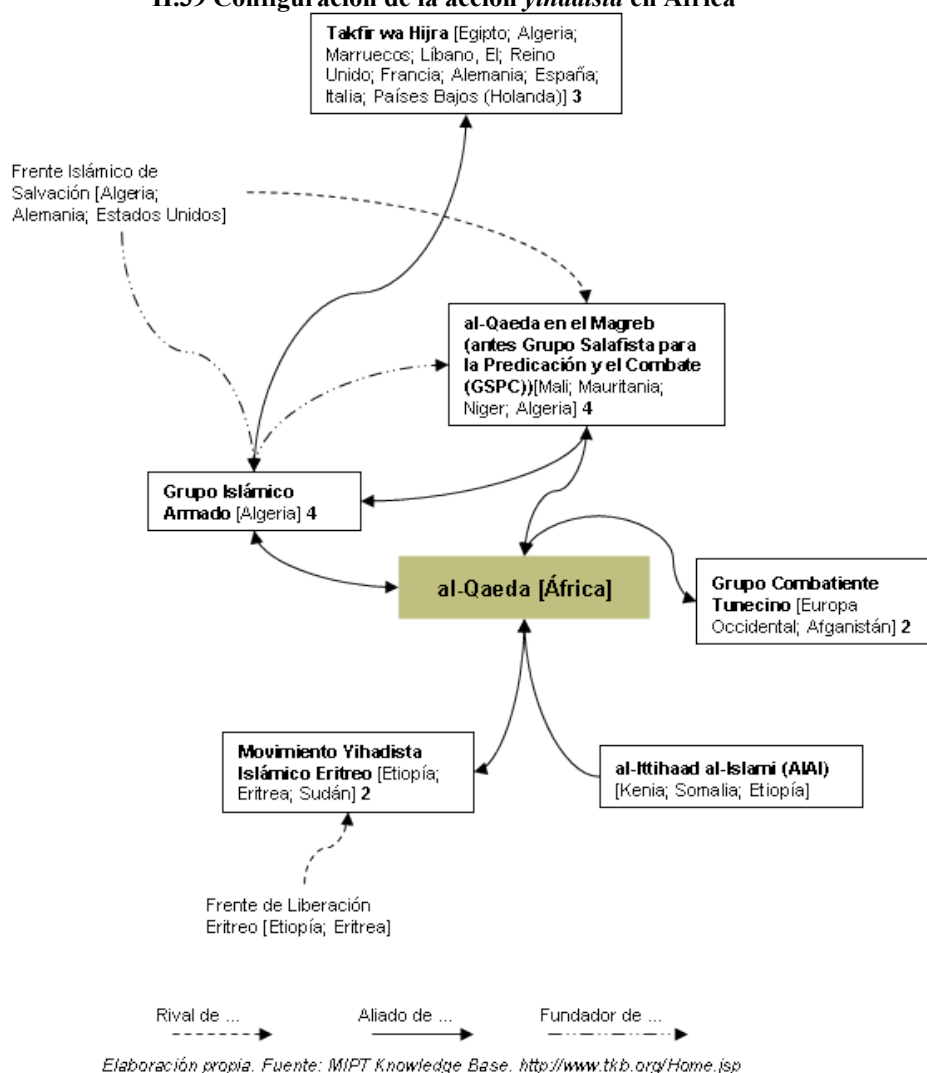 II.39 Configuración de la acción yihadista en África
Takfir wa Hijra [Egipto; Algeria;
Marruecos; Líbano, El; Reino
Unido; Francia; Alemania; España;
Italia; Países Bajos (Holanda)] 3
Frente Islámico de
Salvación [Algeria;
Alemania; Estados Unidos]
al-Qaeda en el Magreb
(antes Grupo Salafista para
la Predicación y el Combate
(GSPC))[Mali; Mauritania;
Niger; Algeria] 4
Grupo Islámico
Armado [Algeria] 4
al-Qaeda [África]
Grupo Combatiente
Tunecino [Europa
Occidental; Afganistán] 2
Movimiento Yihadista
Islámico Eritreo [Etiopía;
Eritrea; Sudán] 2
al-Ittihaad al-Islami (AIAI)
[Kenia; Somalia; Etiopía]
Frente de Liberación
Eritreo [Etiopía; Eritrea]
Rival de ...
Aliado de ...
Fundador de ...
Elaboración propia. Fuente: MIPT Knowledge Base. http://www.tkb.org/Home.jsp